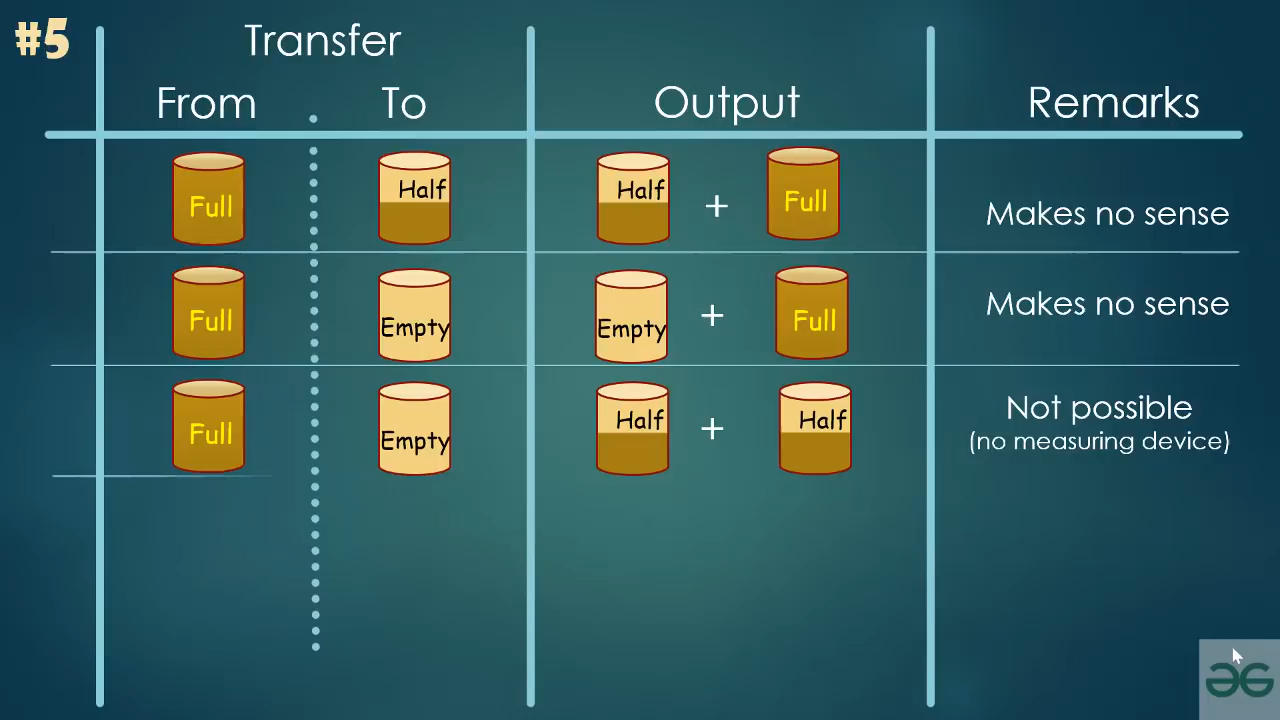 #5
Transfer
From To Output Remarks
Full Half Half + Full Makes no sense
Full Empty Empty + Full Makes no sense
Full Empty Half + Half Not possible
(no measuring device)